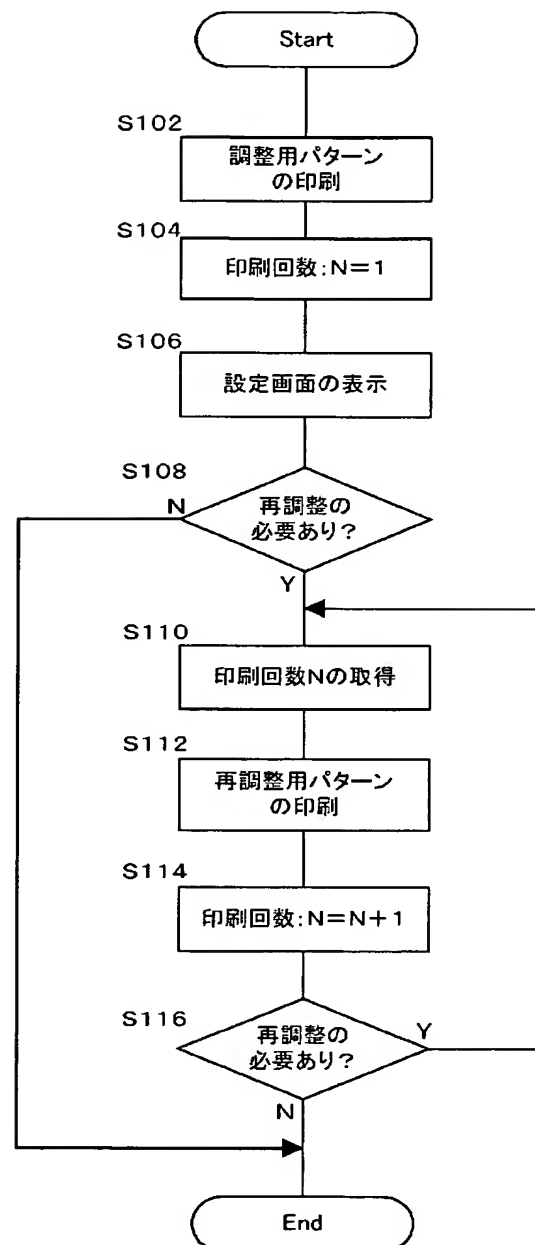 Start
S102
調整用パターン
の印刷
S104
印刷回数:N=1
S106
設定画面の表示
S108
N
再調整の
必要あり?
Y
S110
印刷回数Nの取得
S112
再調整用パターン
の印刷
S114
印刷回数:N=N+1
S116
再調整の
必要あり?
Y
N
End